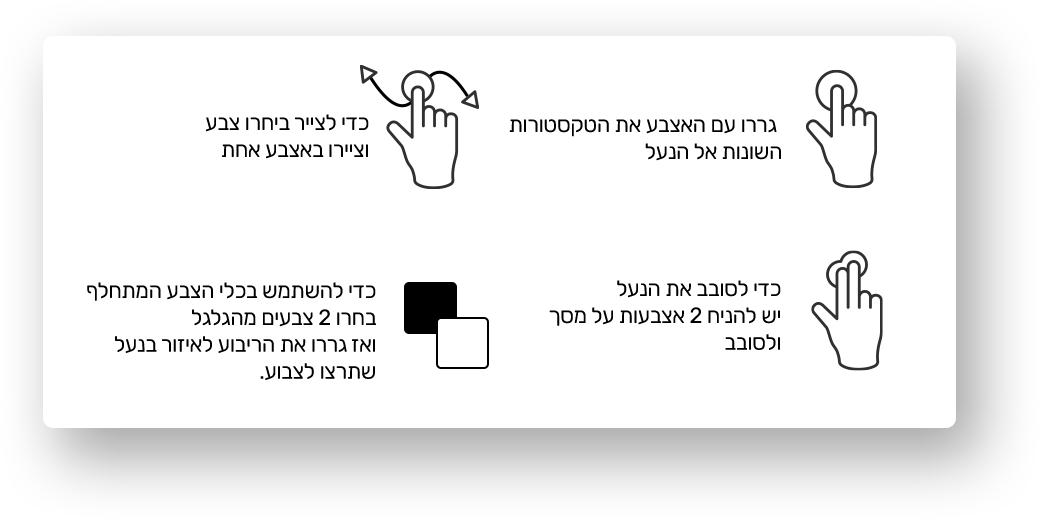 גררו עם האצבע את הטקסטורות
השונות אל הנעל
כדי לצייר ביחרו צבע
וציירו באצבע אחת
כדי לסובב את הנעל
יש להניח 2 אצבעות על מסך
ולסובב
כדי להשתמש בכלי הצבע המתחלף
בחרו 2 צבעים מהגלגל
ואז גררו את הריבוע לאיזור בנעל
שתרצו לצבוע.